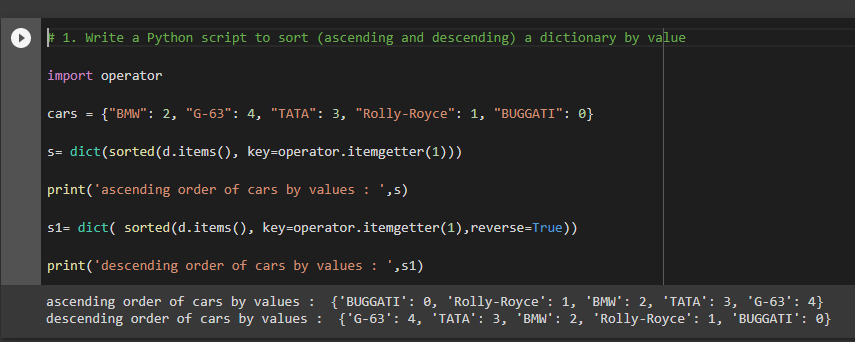 # 1. Write a Python script to sort (ascending and descending) a dictionary by value
import operator
cars = {"BMW": 2, "G-63": 4, "TATA": 3, "Rolly-Royce": 1, "BUGGATI": 0}
s= dict(sorted(d.items(), key=operator.itemgetter(1)))
print('ascending order of cars by values : ',s)
s1= dict( sorted(d.items(), key=operator.itemgetter(1),reverse=True))
print('descending order of cars by values : ',s1)
ascending order of cars by values :  {'BUGGATI': 0, 'Rolly-Royce': 1, 'BMW': 2, 'TATA': 3, 'G-63': 4}
descending order of cars by values :  {'G-63': 4, 'TATA': 3, 'BMW': 2, 'Rolly-Royce': 1, 'BUGGATI': 0}